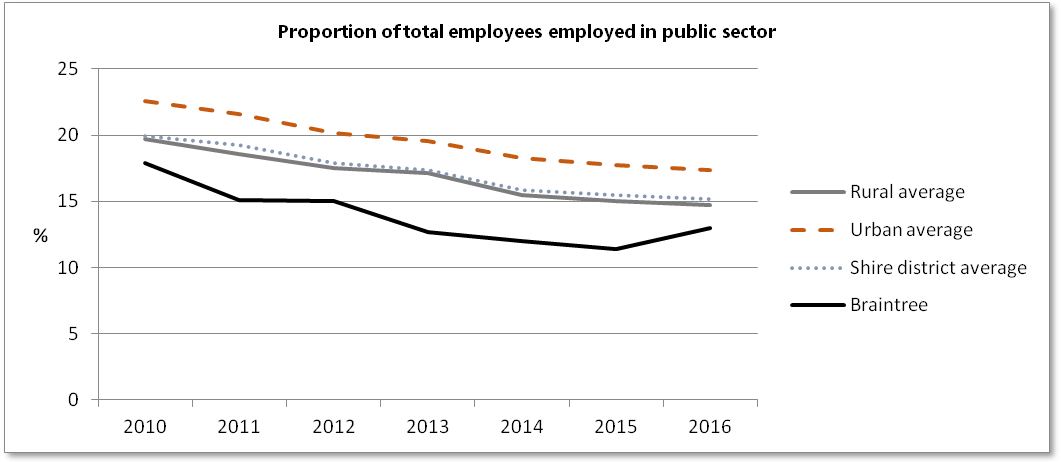 Proportion of total employees employed in public sector
25
20
15
10
5
0
%
2010 2011 2012 2013 2014 2015 2016
Rural average
Urban average
Shire district average
Braintree